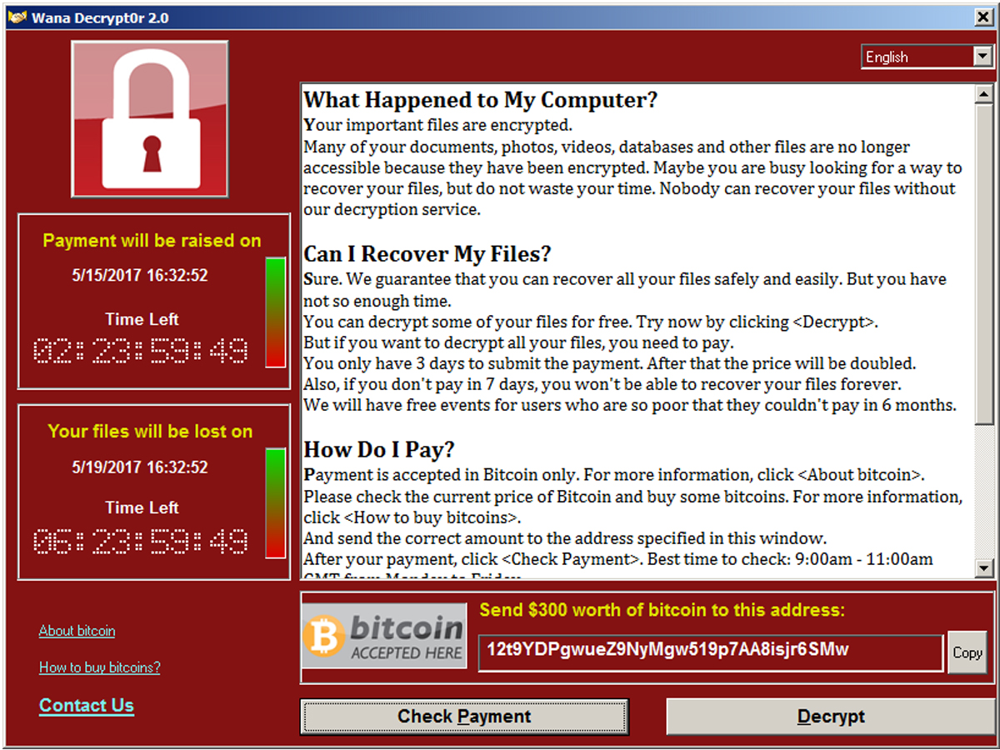 Wana Decrypt0r 2.0
English
What Happened to My Computer?
Your important files are encrypted.
Many of your documents, photos, videos, databases and other files are no longer
accessible because they have been encrypted. Maybe you are busy looking for a way to
recover your files, but do not waste your time. Nobody can recover your files without
our decryption service.
Can I Recover My Files?
Sure. We guarantee that you can recover all your files safely and easily. But you have
not so enough time.
You can decrypt some of your files for free. Try now by clicking <Decrypt>.
But if you want to decrypt all your files, you need to pay.
You only have 3 days to submit the payment. After that the price will be doubled.
Also, if you don't pay in 7 days, you won't be able to recover your files forever.
We will have free events for users who are so poor that they couldn't pay in 6 months.
How Do I Pay?
Payment is accepted in Bitcoin only. For more information, click <About bitcoin>.
Please check the current price of Bitcoin and buy some bitcoins. For more information,
click <How to buy bitcoins>.
And send the correct amount to the address specified in this window.
After your payment, click <Check Payment>. Best time to check: 9:00am - 11:00am
GMT from Monday to Friday.
Payment will be raised on
5/15/2017 16:32:52
Time Left
02:23:59:49
Your files will be lost on
5/19/2017 16:32:52
Time Left
06:23:59:49
About bitcoin
How to buy bitcoins?
Contact Us
bitcoin
ACCEPTED HERE
Send $300 worth of bitcoin to this address:
12t9YDPgwueZ9NyMgw519p7AA8isjr6SMw
Copy
Check Payment
Decrypt